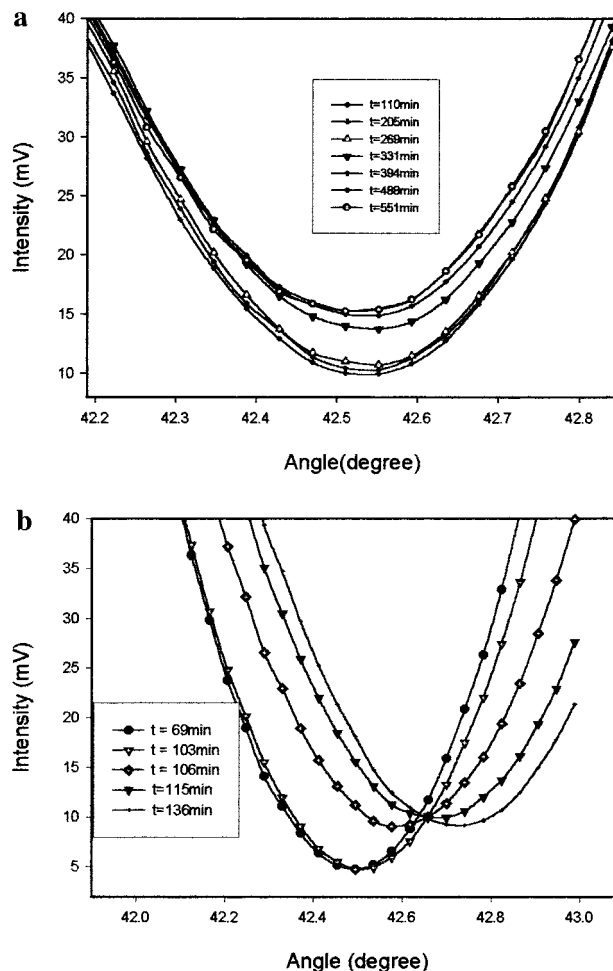 a
40
35
30
25
20
15
10
Intensity (mV)
t=110min
t=205min
t=269min
t=331min
t=394min
t=488min
t=551min
42.2 42.3 42.4 42.5 42.6 42.7 42.8
Angle(degree)
b
40
35
30
25
20
15
10
5
Intensity (mV)
t = 69min
t = 103min
t = 106min
t=115min
t=136min
42.0 42.2 42.4 42.6 42.8 43.0
Angle (degree)